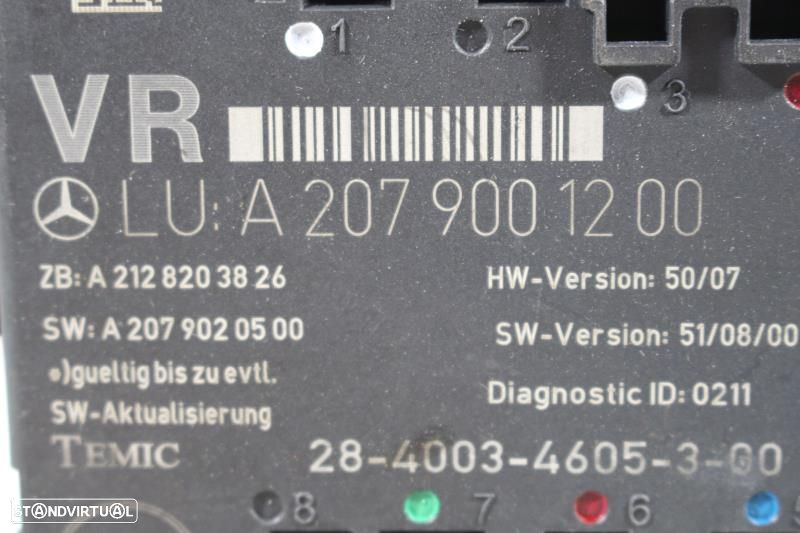 1 2
3
VR
LU: A 207 900 12 00
ZB: A 212 820 38 26 HW-Version: 50/07
SW: A 207 902 05 00 SW-Version: 51/08/00
*)gueltig bis zu evtl.
SW-Aktualisierung Diagnostic ID: 0211
TEMIC 28-4003-4605-3-00
8 7 6 5
STANDVIRTUAL